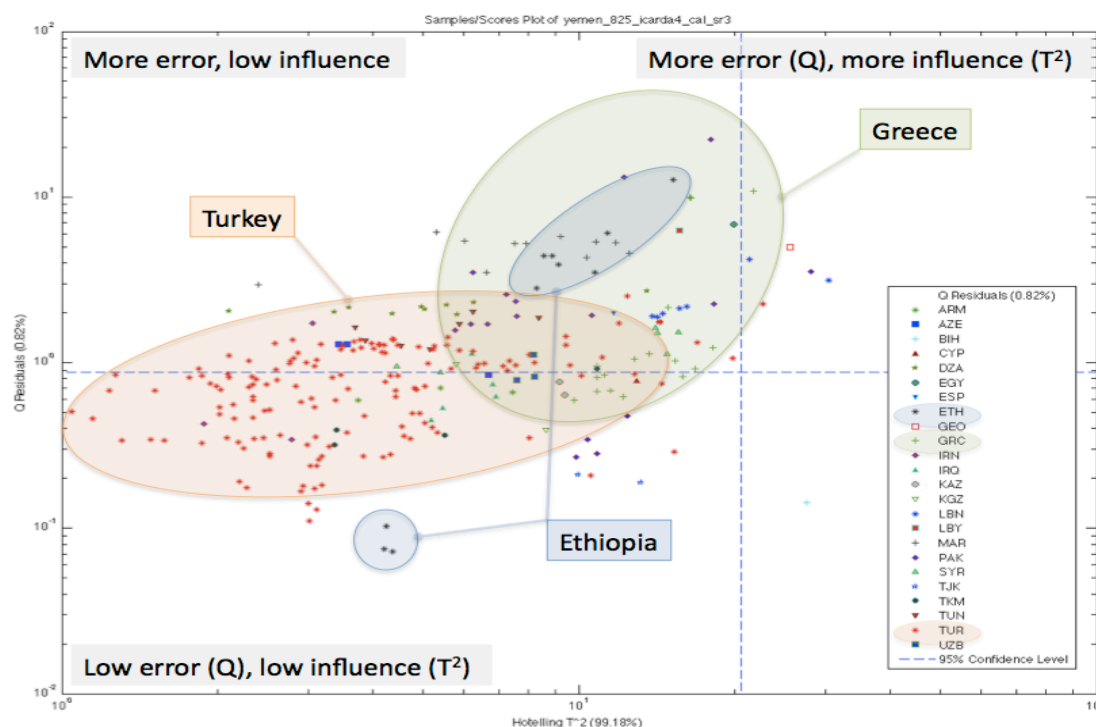 Samples/Scores Plot of yemen_825_icarda4_cal_sr3
10²
More error, low influence
More error (Q), more influence (T²)
Greece
10¹
Turkey
Q Residuals (0.82%)
Q Residuals (0.82%)
ARM
AZE
BIH
CYP
DZA
EGY
ESP
ETH
GEO
GRC
IRN
IRQ
KAZ
KGZ
LBN
LBY
MAR
PAK
SYR
TJK
TKM
TUN
TUR
UZB
95% Confidence Level
10⁰
10⁻¹
Ethiopia
Low error (Q), low influence (T²)
10⁻²
10⁰
10¹
10
Hotelling T^2 (99.18%)